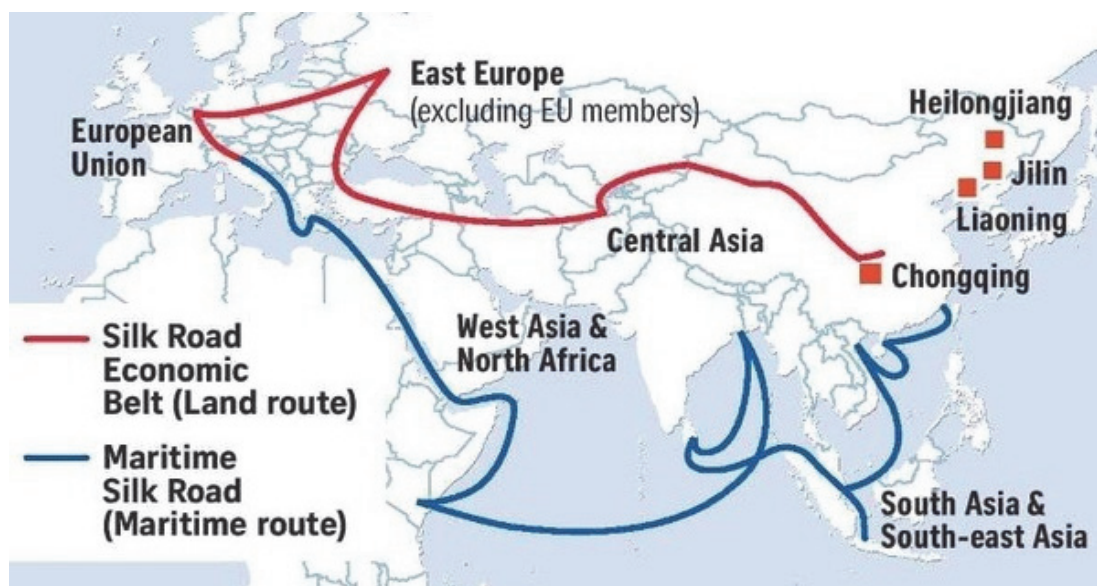 East Europe
(excluding EU members)
European
Union
Heilongjiang
Jilin
Liaoning
Central Asia
Chongqing
West Asia &
North Africa
Silk Road
Economic
Belt (Land route)
Maritime
Silk Road
(Maritime route)
South Asia &
South-east Asia